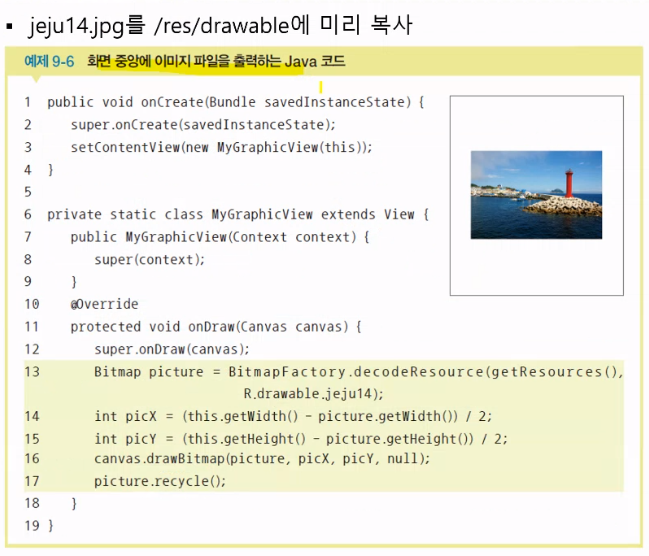 ▪ jeju14.jpg를 /res/drawable에 미리 복사
예제 9-6 화면 중앙에 이미지 파일을 출력하는 Java 코드
1 public void onCreate(Bundle savedInstanceState) {
2 super.onCreate(savedInstanceState);
3 setContentView(new MyGraphicView(this));
4 }
5
6 private static class MyGraphicView extends View {
7 public MyGraphicView(Context context) {
8 super(context);
9 }
10 @Override
11 protected void onDraw(Canvas canvas) {
12 super.onDraw(canvas);
13 Bitmap picture = BitmapFactory.decodeResource(getResources(),
R.drawable.jeju14);
14 int picX = (this.getWidth() - picture.getWidth()) / 2;
15 int picY = (this.getHeight() - picture.getHeight()) / 2;
16 canvas.drawBitmap(picture, picX, picY, null);
17 picture.recycle();
18 }
19 }